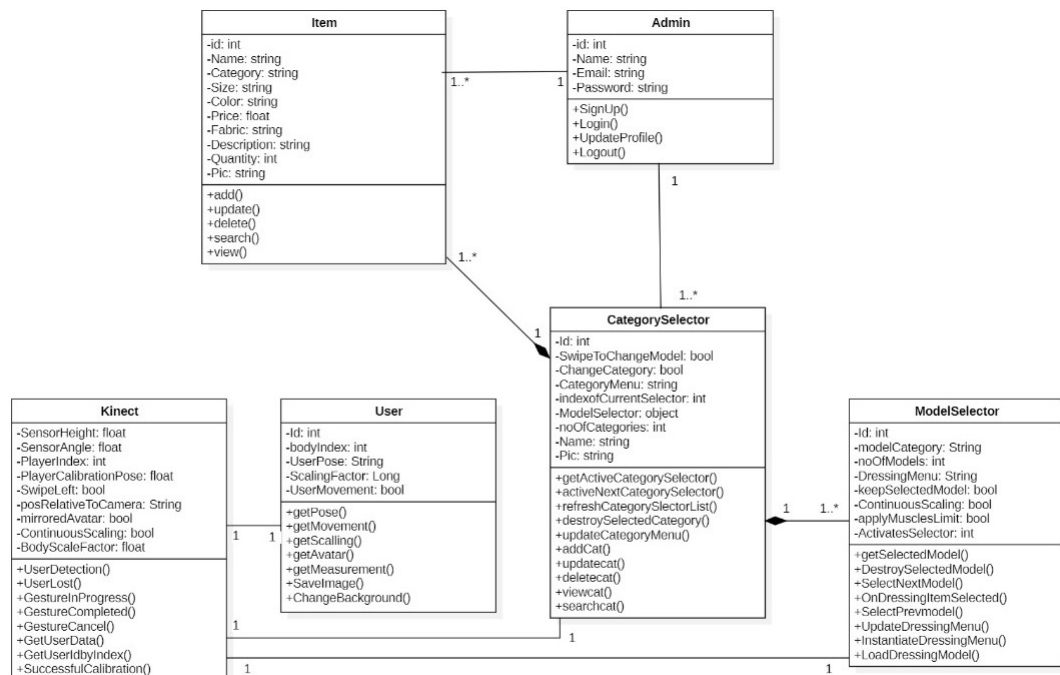 Item
-id: int
-Name: string
-Category: string
-Size: string
-Color: string
-Price: float
-Fabric: string
-Description: string
-Quantity: int
-Pic: string
+add()
+update()
+delete()
+search()
+view()
1..*
1
Admin
-id: int
-Name: string
-Email: string
-Password: string
+SignUp()
+Login()
+UpdateProfile()
+Logout()
1
1..*
1..*
1
CategorySelector
-Id: int
-SwipeToChangeModel: bool
-ChangeCategory: bool
-CategoryMenu: string
-indexofCurrentSelector: int
-ModelSelector: object
-noOfCategories: int
-Name: string
-Pic: string
+getActiveCategorySelector()
+activeNextCategorySelector()
+refreshCategorySlectorList()
+destroySelectedCategory()
+updateCategoryMenu()
+addCat()
+updatecat()
+deletecat()
+viewcat()
+searchcat()
1
1..*
Kinect
-SensorHeight: float
-SensorAngle: float
-PlayerIndex: int
-PlayerCalibrationPose: float
-SwipeLeft: bool
-posRelativeToCamera: String
-mirroredAvatar: bool
-ContinuousScaling: bool
-BodyScaleFactor: float
+UserDetection()
+UserLost()
+GestureInProgress()
+GestureCompleted()
+GestureCancel()
+GetUserData()
+GetUserIdbyIndex()
+SuccessfulCalibration()
1
1
User
-Id: int
-bodyIndex: int
-UserPose: String
-ScalingFactor: Long
-UserMovement: bool
+getPose()
+getMovement()
+getScalling()
+getAvatar()
+getMeasurement()
+SaveImage()
+ChangeBackground()
ModelSelector
-Id: int
-modelCategory: String
-noOfModels: int
-DressingMenu: String
-keepSelectedModel: bool
-ContinuousScaling: bool
-applyMusclesLimit: bool
-ActivatesSelector: int
+getSelectedModel()
+DestroySelectedModel()
+SelectNextModel()
+OnDressingItemSelected()
+SelectPrevmodel()
+UpdateDressingMenu()
+InstantiateDressingMenu()
+LoadDressingModel()
1
1
1
1